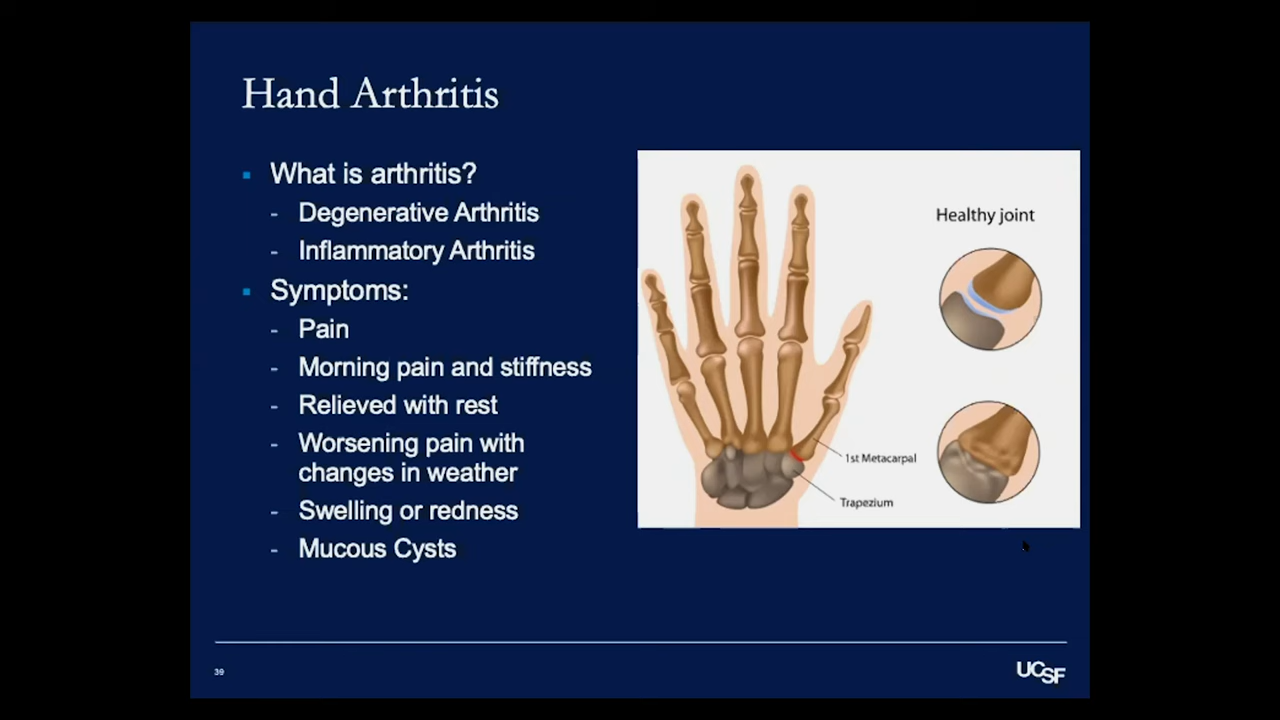 Hand Arthritis
▪ What is arthritis?
- Degenerative Arthritis
- Inflammatory Arthritis
▪ Symptoms:
- Pain
- Morning pain and stiffness
- Relieved with rest
- Worsening pain with
changes in weather
- Swelling or redness
- Mucous Cysts
Healthy joint
1st Metacarpal
Trapezium
39
UCSF